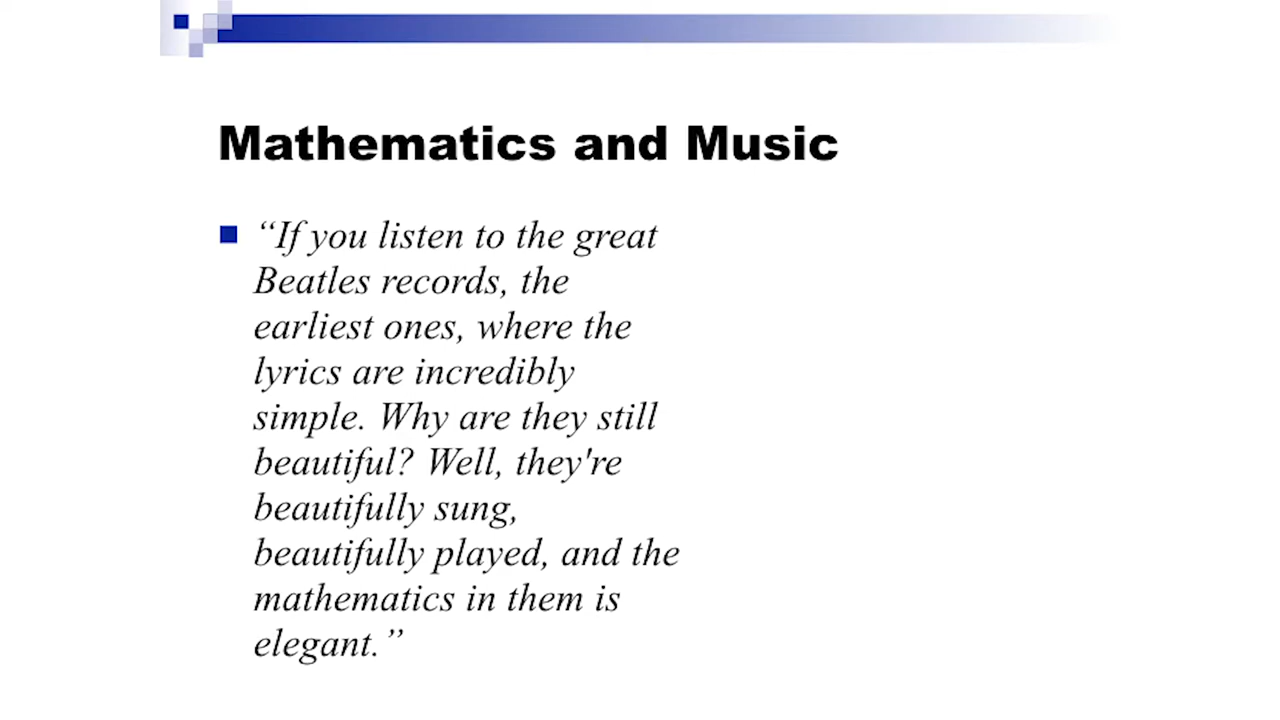 Mathematics and Music
“If you listen to the great
Beatles records, the
earliest ones, where the
lyrics are incredibly
simple. Why are they still
beautiful? Well, they're
beautifully sung,
beautifully played, and the
mathematics in them is
elegant.”